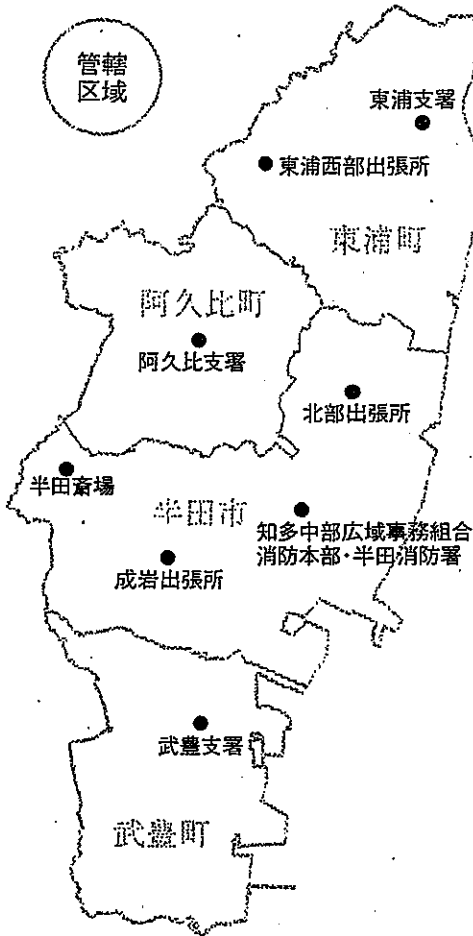 管轄
区域
東浦支署
東浦西部出張所
東浦町
阿久比町
阿久比支署
北部出張所
半田斎場
半田市
知多中部広域事務組合
消防本部・半田消防署
成岩出張所
武豊支署
武豊町